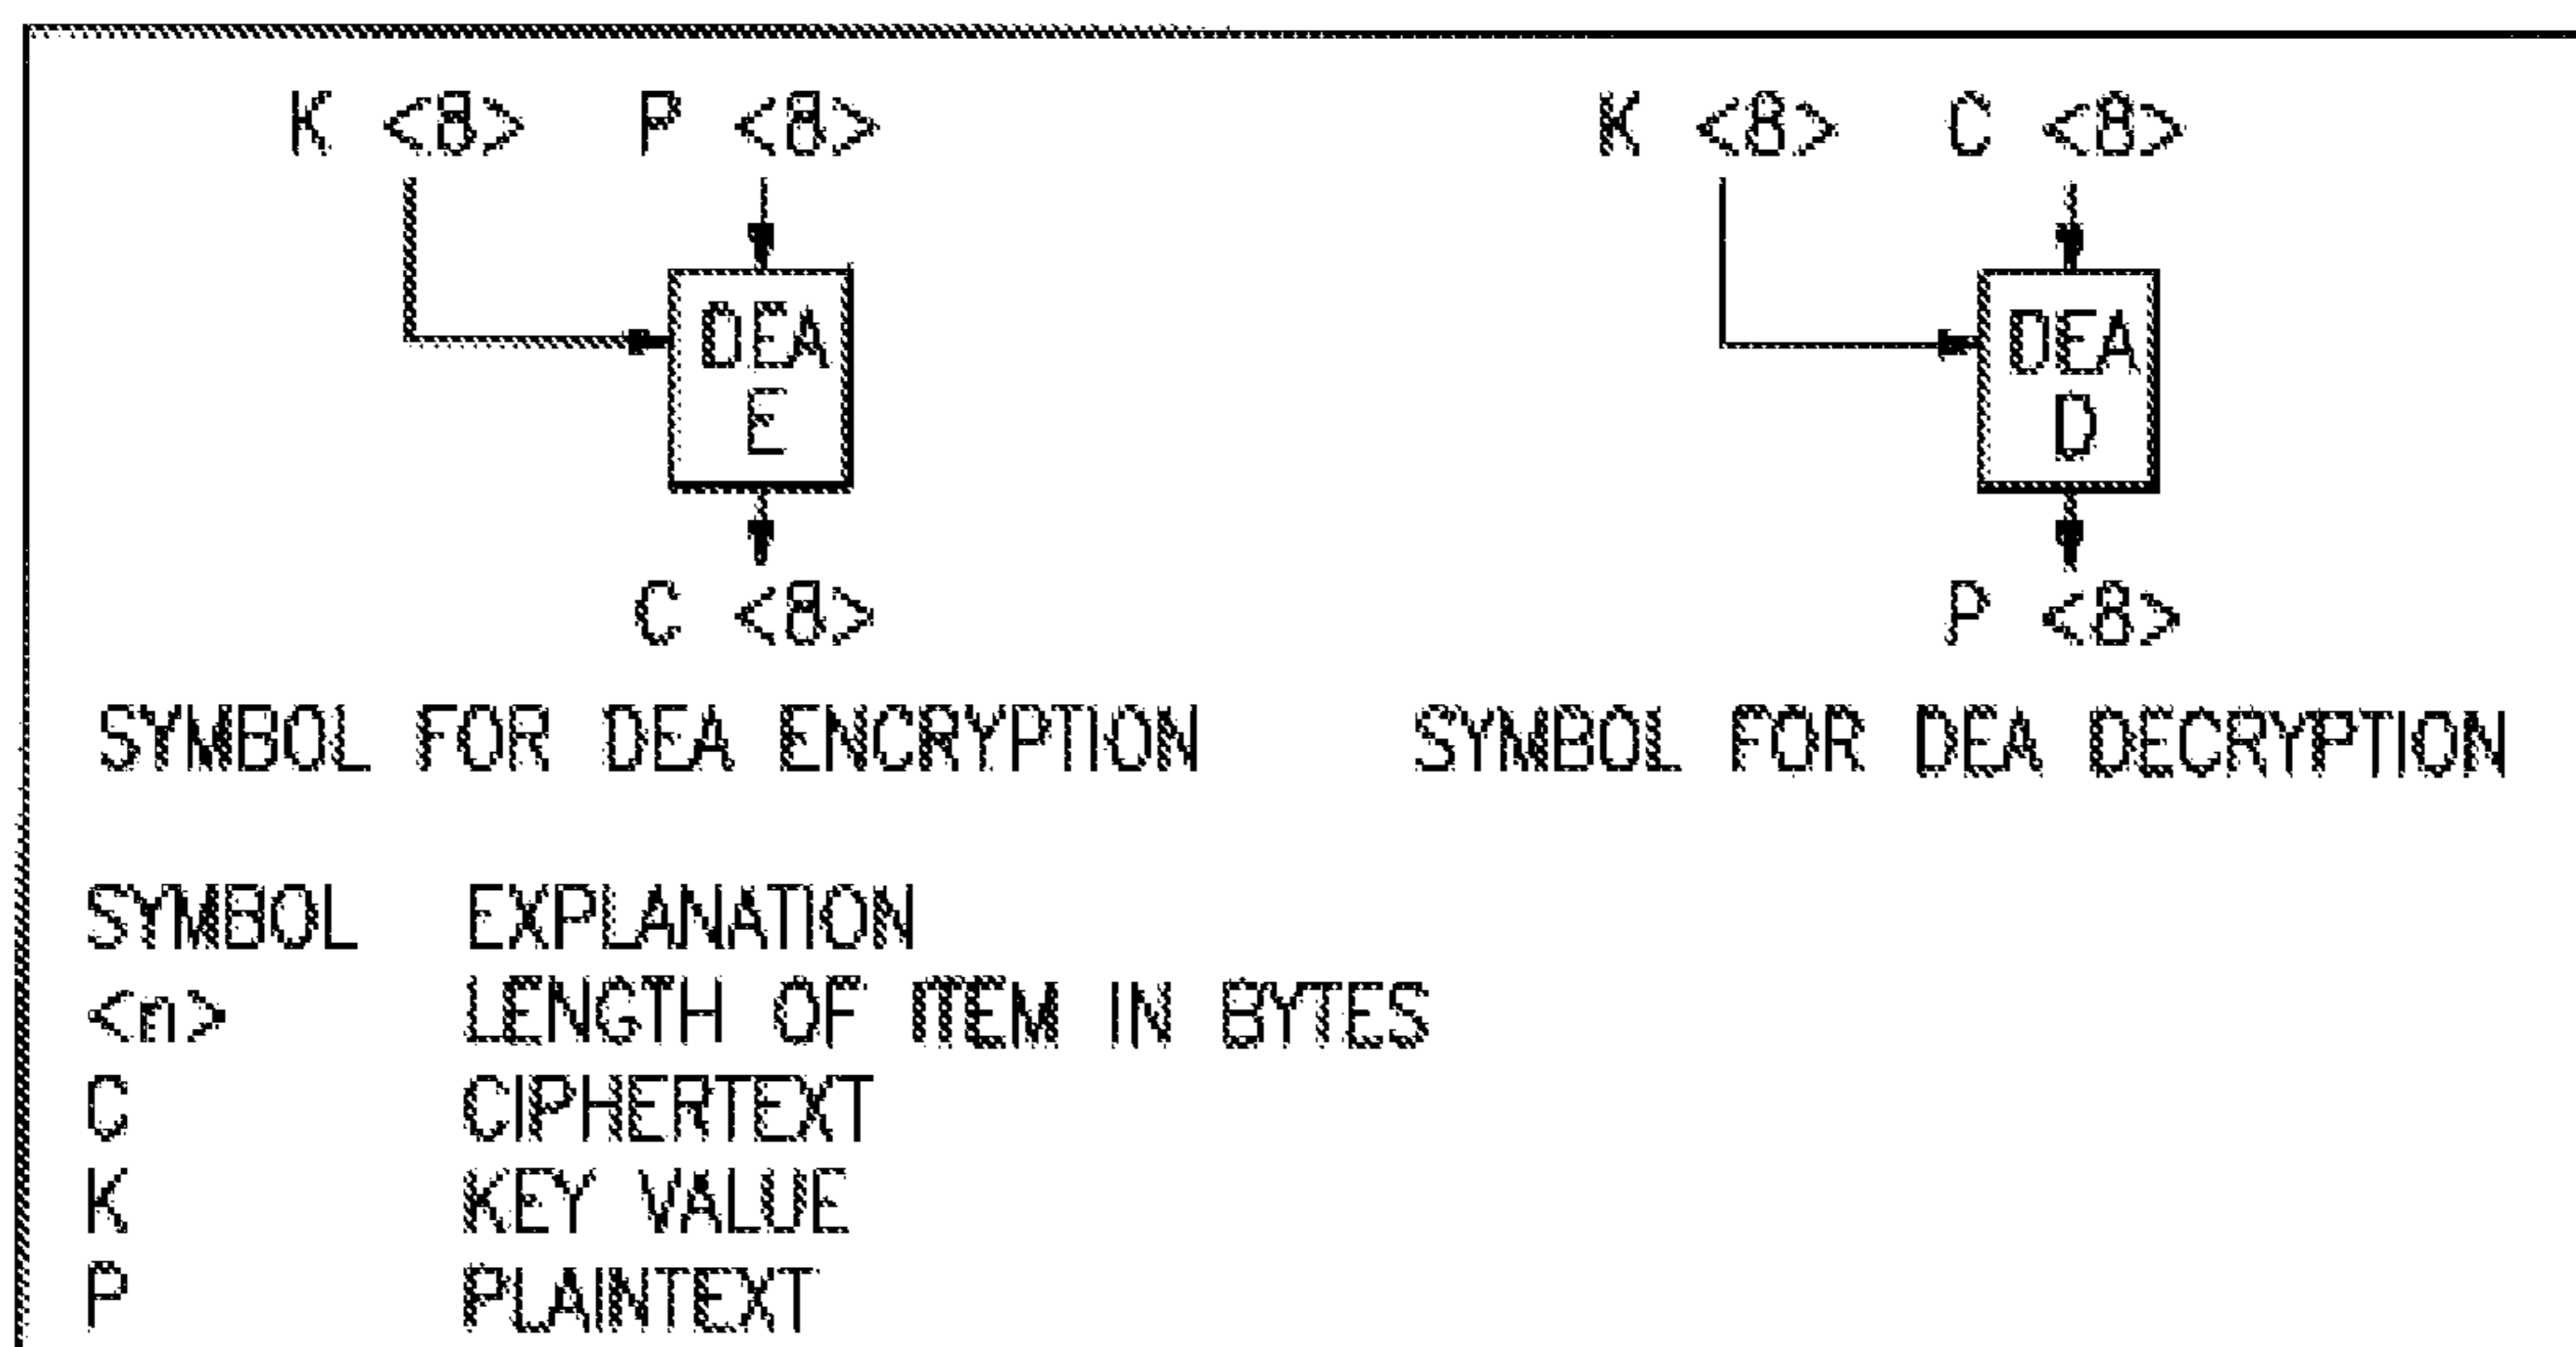 K <8> P <8> K <8> C <8>
DEA DEA
E D
C <8> P <8>
SYMBOL FOR DEA ENCRYPTION SYMBOL FOR DEA DECRYPTION
SYMBOL EXPLANATION
<n> LENGTH OF ITEM IN BYTES
C CIPHERTEXT
K KEY VALUE
P PLAINTEXT